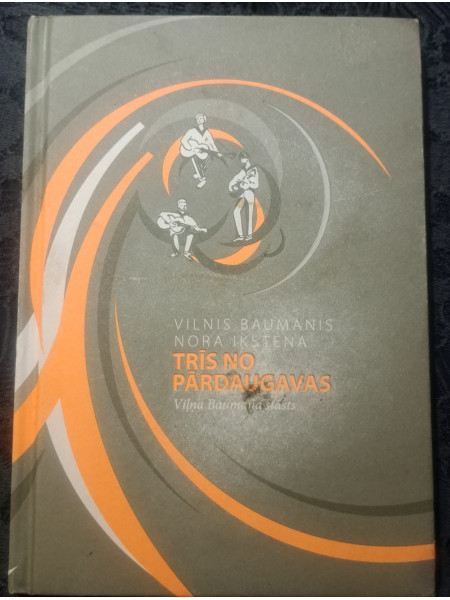 VILNIS BAUMANIS
NORA IKSTENA
TRĪS NO
PĀRDAUGAVAS
Viļņa Baumaņa stāsts